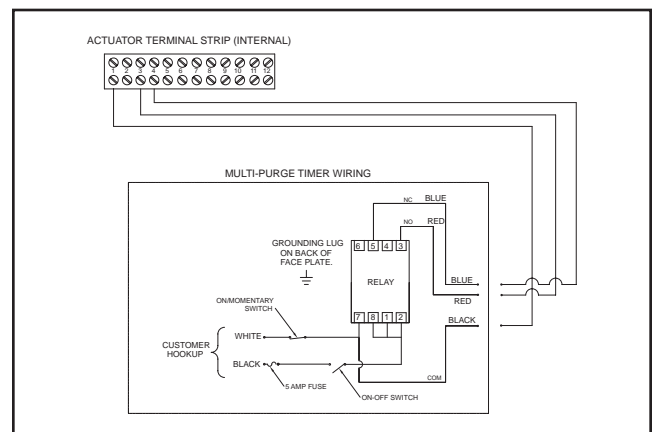 ACTUATOR TERMINAL STRIP (INTERNAL)
1 2 3 4 5 6 7 8 9 10 11 12
MULTI-PURGE TIMER WIRING
NC BLUE
NO RED
GROUNDING LUG
ON BACK OF
FACE PLATE.
6 5 4 3
RELAY
7 8 1 2
BLUE
RED
BLACK
ON/MOMENTARY
SWITCH
CUSTOMER
HOOKUP
WHITE
BLACK
5 AMP FUSE
ON-OFF SWITCH
COM